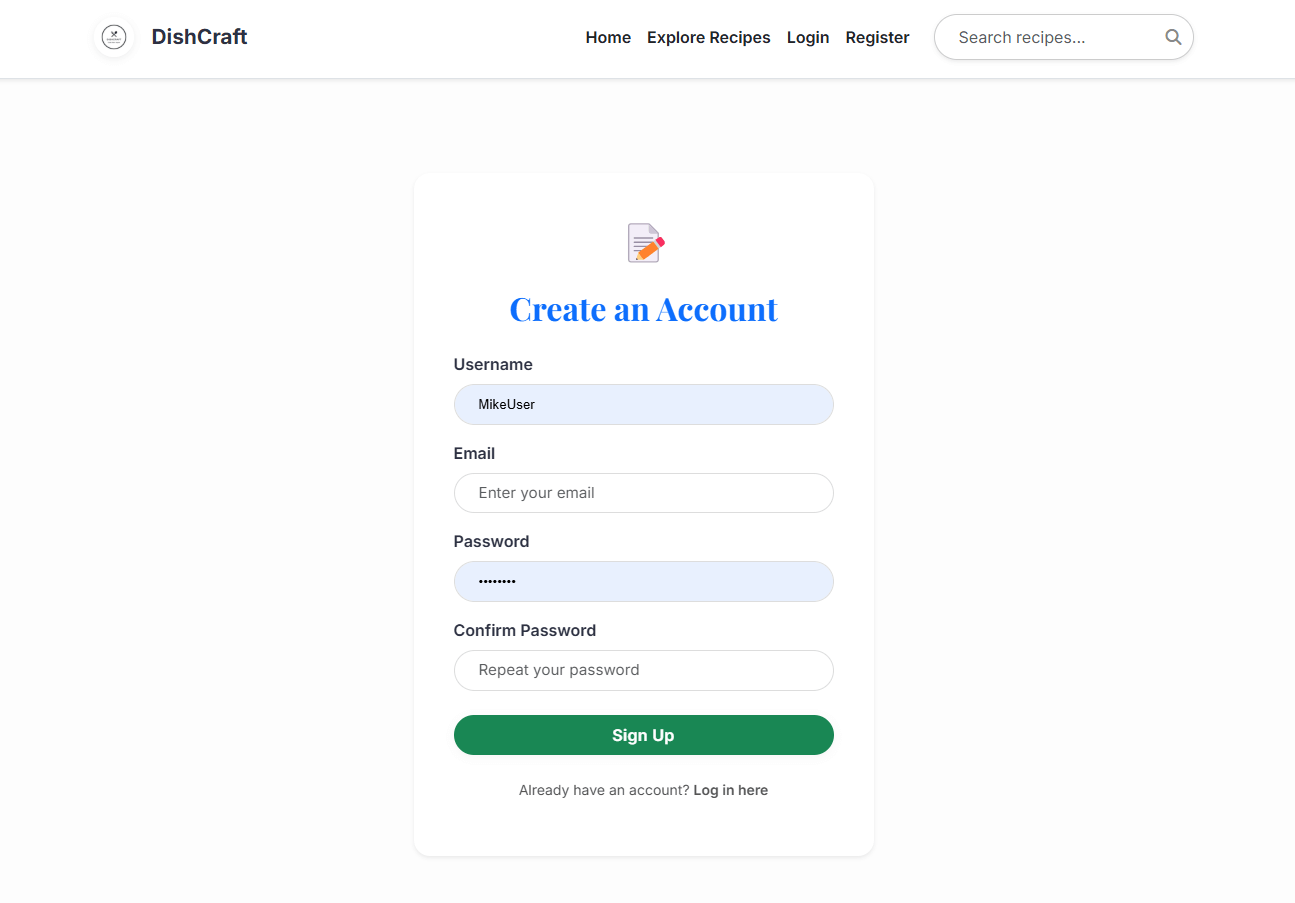 DishCraft
Home Explore Recipes Login Register Search recipes...
Create an Account
Username
MikeUser
Email
Enter your email
Password
••••••••
Confirm Password
Repeat your password
Sign Up
Already have an account? Log in here